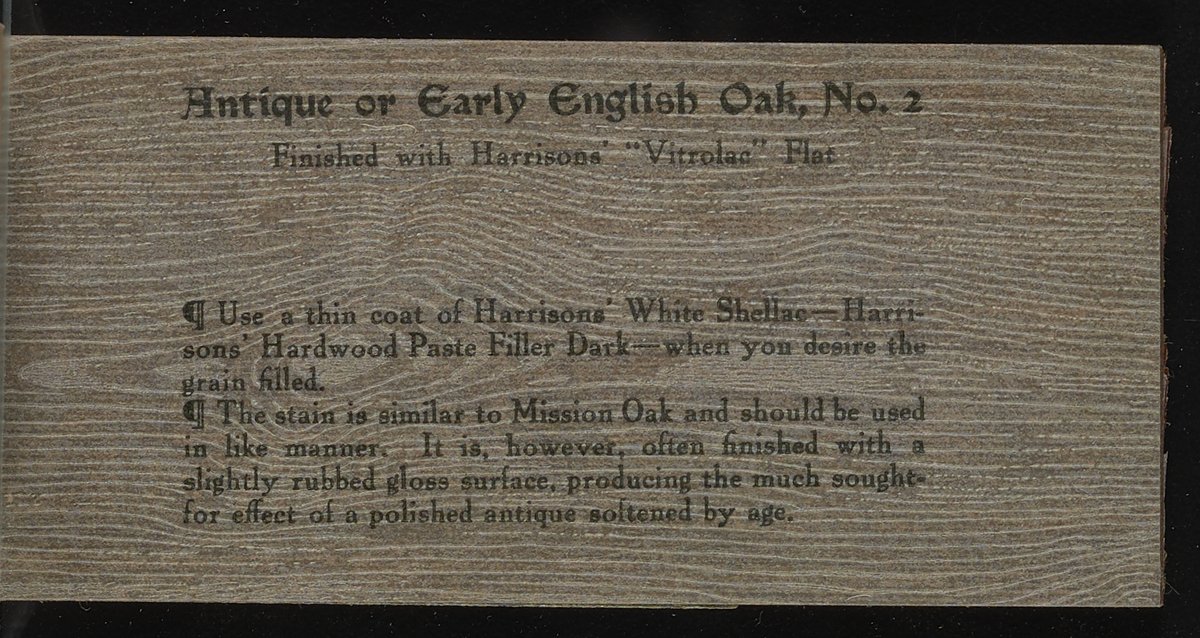 Antique or Early English Oak, No. 2
Finished with Harrisons' "Vitrolac" Flat
¶ Use a thin coat of Harrisons' White Shellac—Harri-
sons' Hardwood Paste Filler Dark—when you desire the
grain filled.
¶ The stain is similar to Mission Oak and should be used
in like manner. It is, however, often finished with a
slightly rubbed gloss surface, producing the much sought-
for effect of a polished antique softened by age.